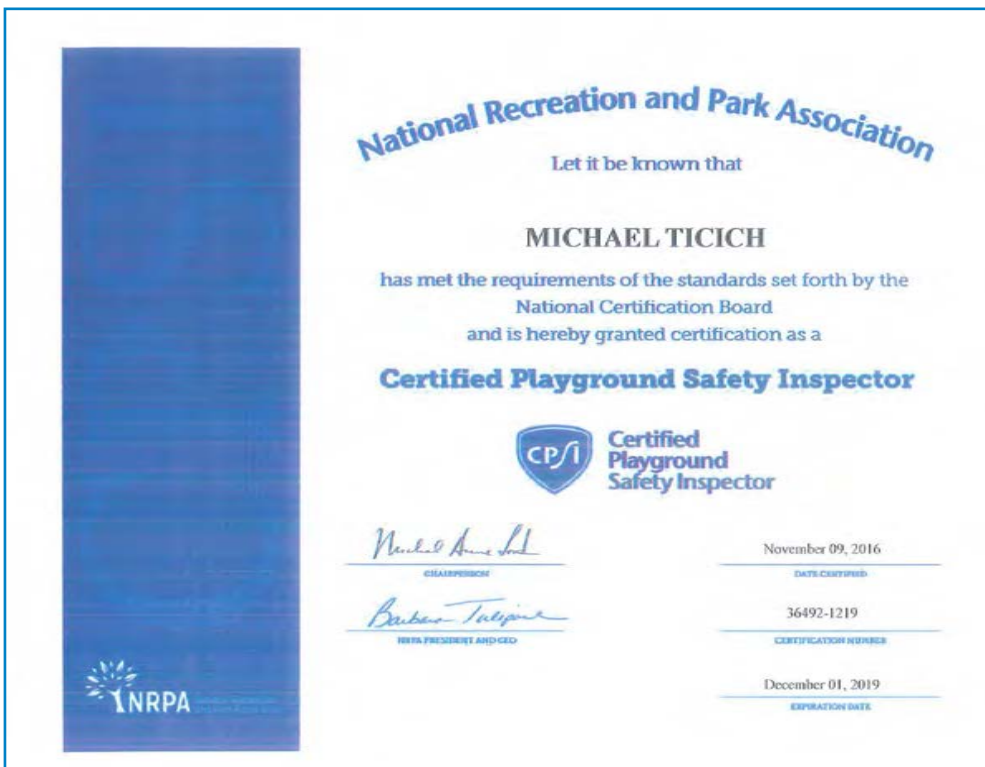 National Recreation and Park Association
Let it be known that
MICHAEL TICICH
has met the requirements of the standards set forth by the
National Certification Board
and is hereby granted certification as a
Certified Playground Safety Inspector
CPSI
Certified
Playground
Safety Inspector
CHAIRPERSON
NRPA PRESIDENT AND CEO
November 09, 2016
DATE CERTIFIED
36492-1219
CERTIFICATION NUMBER
December 01, 2019
EXPIRATION DATE
NRPA